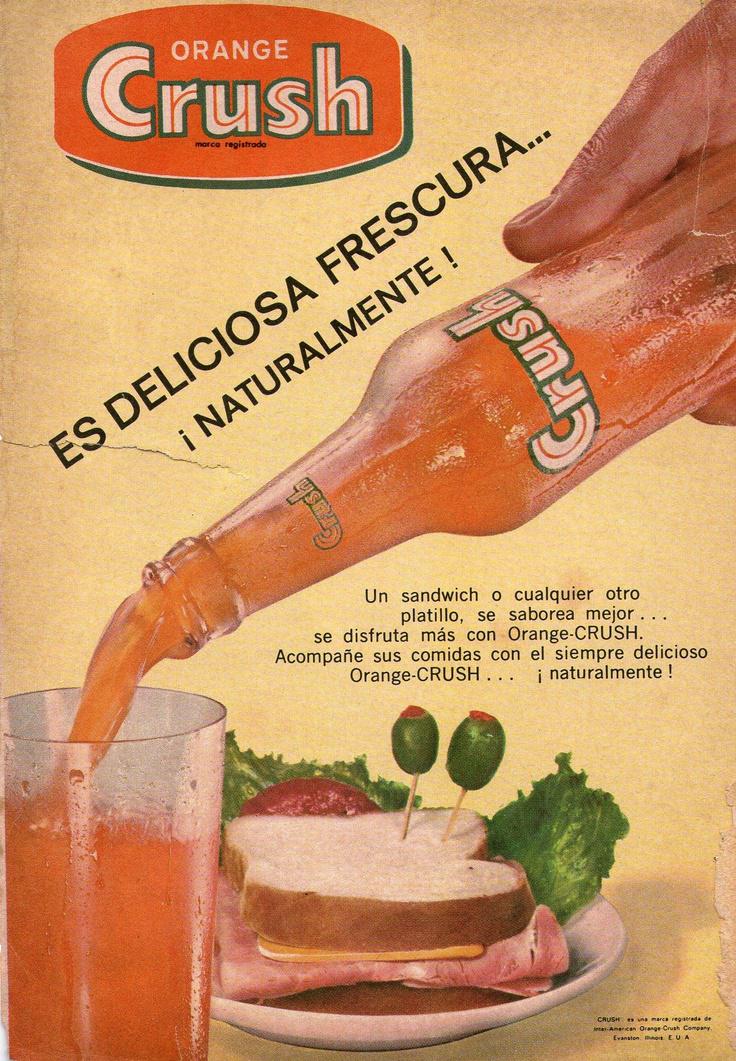 ORANGE
Crush
marca registrada
ES DELICIOSA FRESCURA...
¡ NATURALMENTE !
Crush
Crush
Un sandwich o cualquier otro
platillo, se saborea mejor . . .
se disfruta más con Orange-CRUSH.
Acompañe sus comidas con el siempre delicioso
Orange-CRUSH . . . ¡ naturalmente !
CRUSH es una marca registrada de
Inter-American Orange-Crush Company,
Evanston, Illinois, E. U. A.